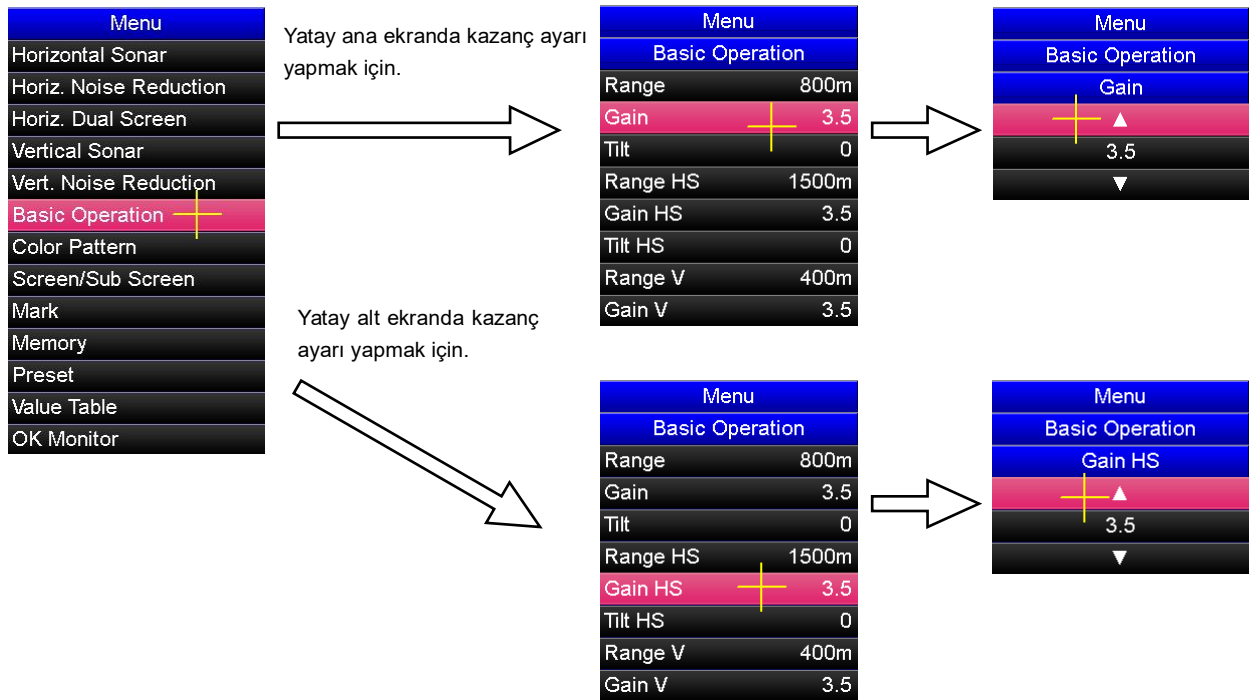 Menu
Horizontal Sonar
Horiz. Noise Reduction
Horiz. Dual Screen
Vertical Sonar
Vert. Noise Reduction
Basic Operation
Color Pattern
Screen/Sub Screen
Mark
Memory
Preset
Value Table
OK Monitor
Yatay ana ekranda kazanç ayarı
yapmak için.
Menu
Basic Operation
Range 800m
Gain 3.5
Tilt 0
Range HS 1500m
Gain HS 3.5
Tilt HS 0
Range V 400m
Gain V 3.5
Menu
Basic Operation
Gain
▲
3.5
▼
Yatay alt ekranda kazanç
ayarı yapmak için.
Menu
Basic Operation
Range 800m
Gain 3.5
Tilt 0
Range HS 1500m
Gain HS 3.5
Tilt HS 0
Range V 400m
Gain V 3.5
Menu
Basic Operation
Gain HS
▲
3.5
▼